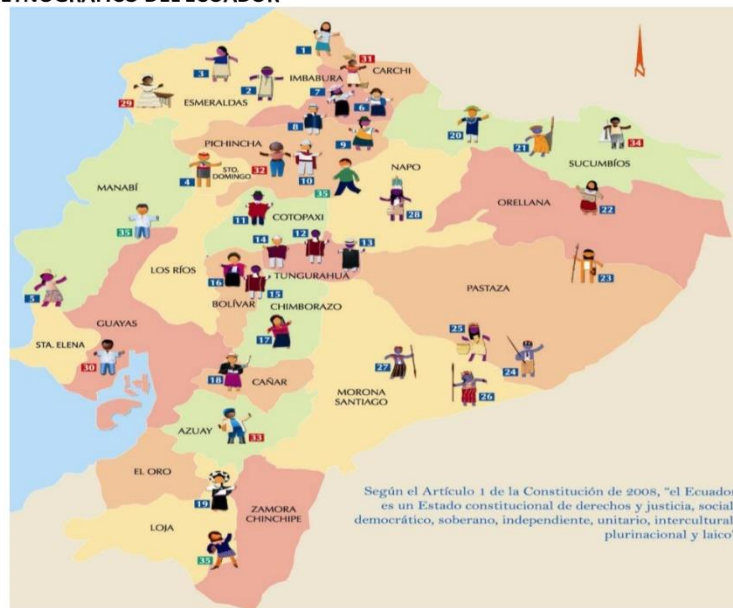 ETNOGRÁFICO DEL ECUADOR
1
31
CARCHI
3
2
IMBABURA
7
6
29
ESMERALDAS
8
9
20
21
34
SUCUMBÍOS
PICHINCHA
4
STO.
DOMINGO
32
10
NAPO
35
MANABÍ
ORELLANA
28
22
11
COTOPAXI
35
12
14
13
LOS RÍOS
TUNGURAHUA
16
15
23
PASTAZA
5
BOLÍVAR
CHIMBORAZO
GUAYAS
STA. ELENA
17
25
30
27
24
18
CAÑAR
MORONA
SANTIAGO
26
AZUAY
33
EL ORO
19
ZAMORA
CHINCHIPE
LOJA
35
Según el Artículo 1 de la Constitución de 2008, "el Ecuador
es un Estado constitucional de derechos y justicia, social
democrático, soberano, independiente, unitario, intercultural
plurinacional y laico"